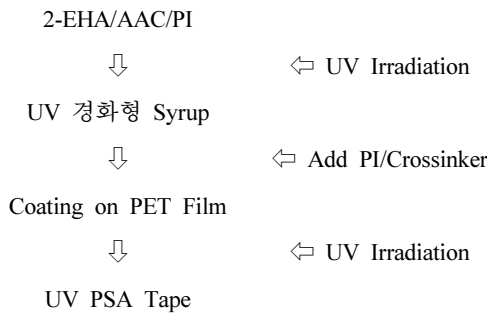 2-EHA/AAC/PI
⇩ ⇦ UV Irradiation
UV 경화형 Syrup
⇩ ⇦ Add PI/Crossinker
Coating on PET Film
⇩ ⇦ UV Irradiation
UV PSA Tape